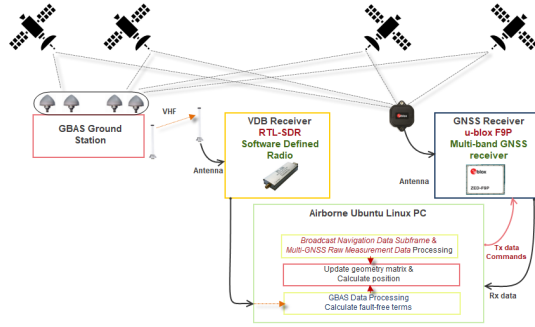 VHF
GBAS Ground
Station
VDB Receiver
RTL-SDR
Software Defined
Radio
Antenna
GNSS Receiver
u-blox F9P
Multi-band GNSS
receiver
ublox
ZED-F9P
Antenna
Airborne Ubuntu Linux PC
Broadcast Navigation Data Subframe &
Multi-GNSS Raw Measurement Data Processing
Update geometry matrix &
Calculate position
GBAS Data Processing
Calculate fault-free terms
Tx data
Commands
Rx data